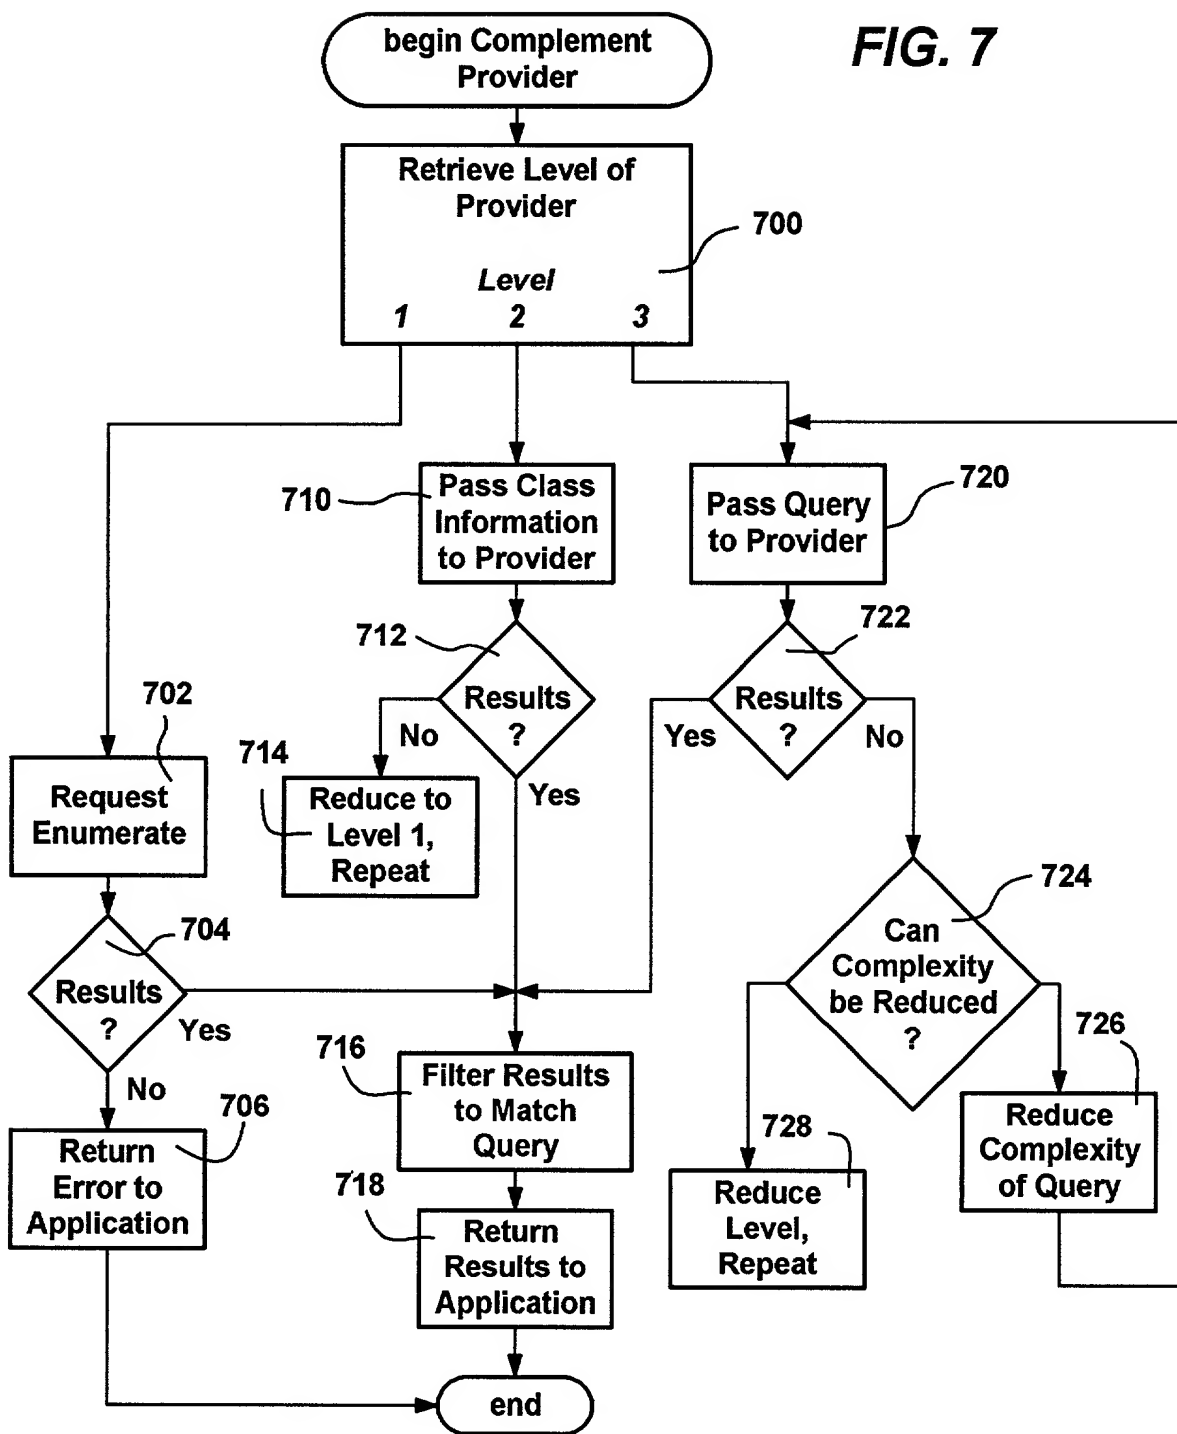 begin Complement
Provider
FIG. 7
Retrieve Level of
Provider
700
Level
1 2 3
710
Pass Class
Information
to Provider
720
Pass Query
to Provider
712
Results
?
No
Yes
722
Results
?
Yes
No
702
Request
Enumerate
714
Reduce to
Level 1,
Repeat
704
Results
?
Yes
No
724
Can
Complexity
be Reduced
?
706
Return
Error to
Application
716
Filter Results
to Match
Query
726
Reduce
Complexity
of Query
728
Reduce
Level,
Repeat
718
Return
Results to
Application
end